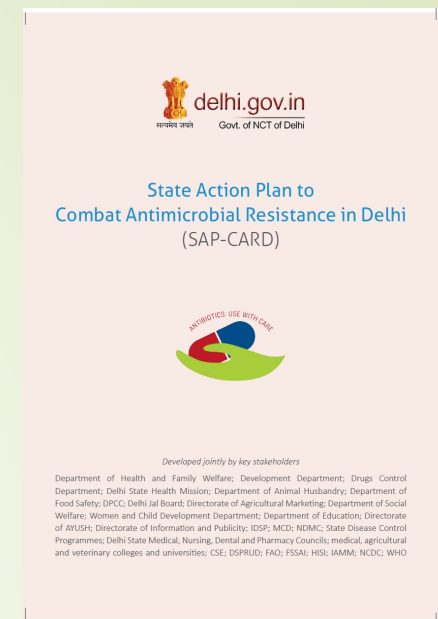 delhi.gov.in
सत्यमेव जयते Govt. of NCT of Delhi
State Action Plan to
Combat Antimicrobial Resistance in Delhi
(SAP-CARD)
ANTIBIOTICS: USE WITH CARE
Developed jointly by key stakeholders
Department of Health and Family Welfare; Development Department; Drugs Control
Department; Delhi State Health Mission; Department of Animal Husbandry; Department of
Food Safety; DPCC; Delhi Jal Board; Directorate of Agricultural Marketing; Department of Social
Welfare; Women and Child Development Department; Department of Education; Directorate
of AYUSH; Directorate of Information and Publicity; IDSP; MCD; NDMC; State Disease Control
Programmes; Delhi State Medical, Nursing, Dental and Pharmacy Councils; medical, agricultural
and veterinary colleges and universities; CSE; DSPRUD; FAO; FSSAI; HISI; IAMM; NCDC; WHO